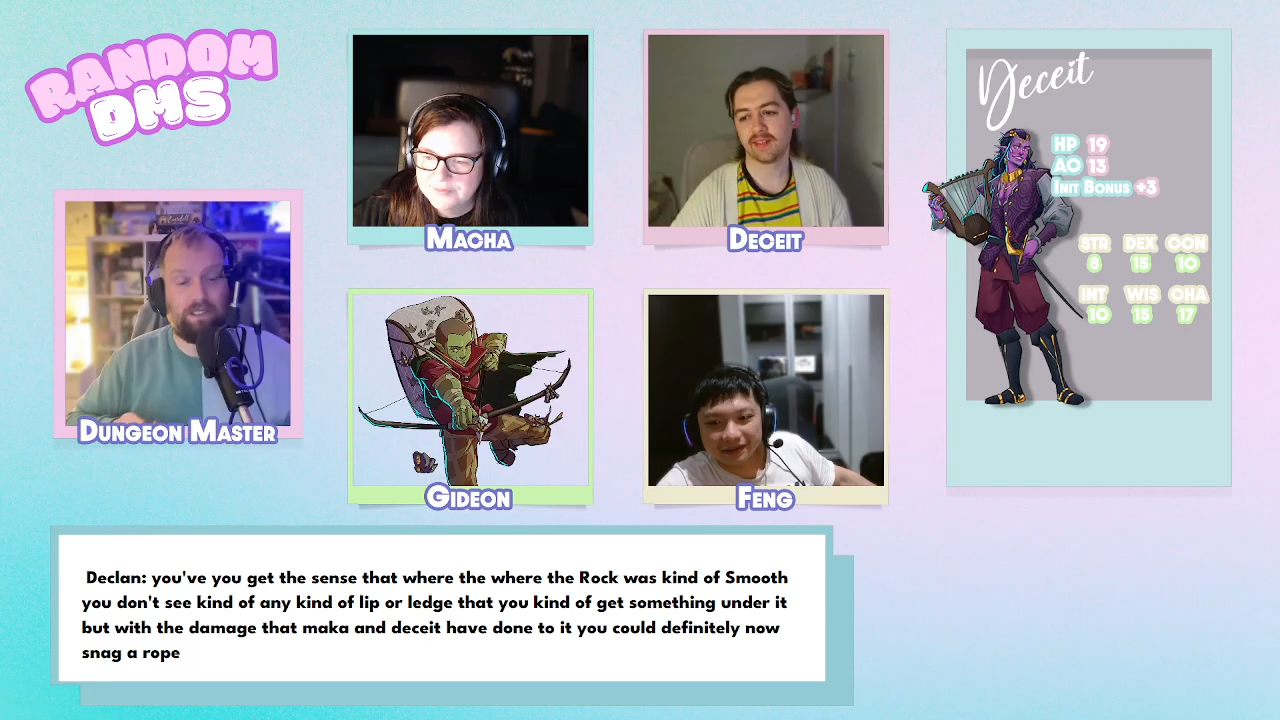 RANDOM
DMS
DUNGEON MASTER
MACHA
DECEIT
GIDEON
FENG
Deceit
HP 19
AC 13
INIT BONUS +3
STR DEX CON
8 15 10
INT WIS CHA
10 15 17
Declan: you've you get the sense that where the where the Rock was kind of Smooth
you don't see kind of any kind of lip or ledge that you kind of get something under it
but with the damage that maka and deceit have done to it you could definitely now
snag a rope